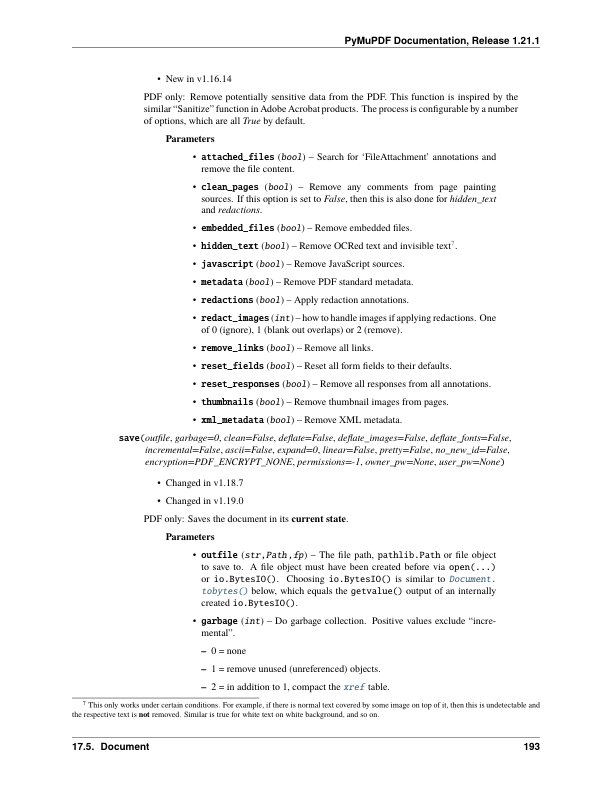 PyMuPDF Documentation, Release 1.21.1
• New in v1.16.14
PDF only: Remove potentially sensitive data from the PDF. This function is inspired by the
similar “Sanitize” function in Adobe Acrobat products. The process is configurable by a number
of options, which are all True by default.
Parameters
• attached_files (bool) – Search for ‘FileAttachment’ annotations and
remove the file content.
• clean_pages (bool) – Remove any comments from page painting
sources. If this option is set to False, then this is also done for hidden_text
and redactions.
• embedded_files (bool) – Remove embedded files.
• hidden_text (bool) – Remove OCRed text and invisible text⁷.
• javascript (bool) – Remove JavaScript sources.
• metadata (bool) – Remove PDF standard metadata.
• redactions (bool) – Apply redaction annotations.
• redact_images (int) – how to handle images if applying redactions. One
of 0 (ignore), 1 (blank out overlaps) or 2 (remove).
• remove_links (bool) – Remove all links.
• reset_fields (bool) – Reset all form fields to their defaults.
• reset_responses (bool) – Remove all responses from all annotations.
• thumbnails (bool) – Remove thumbnail images from pages.
• xml_metadata (bool) – Remove XML metadata.
save(outfile, garbage=0, clean=False, deflate=False, deflate_images=False, deflate_fonts=False,
incremental=False, ascii=False, expand=0, linear=False, pretty=False, no_new_id=False,
encryption=PDF_ENCRYPT_NONE, permissions=-1, owner_pw=None, user_pw=None)
• Changed in v1.18.7
• Changed in v1.19.0
PDF only: Saves the document in its current state.
Parameters
• outfile (str,Path,fp) – The file path, pathlib.Path or file object
to save to. A file object must have been created before via open(...)
or io.BytesIO(). Choosing io.BytesIO() is similar to Document.
tobytes() below, which equals the getvalue() output of an internally
created io.BytesIO().
• garbage (int) – Do garbage collection. Positive values exclude “incre-
mental”.
– 0 = none
– 1 = remove unused (unreferenced) objects.
– 2 = in addition to 1, compact the xref table.
⁷ This only works under certain conditions. For example, if there is normal text covered by some image on top of it, then this is undetectable and
the respective text is not removed. Similar is true for white text on white background, and so on.
17.5. Document 193